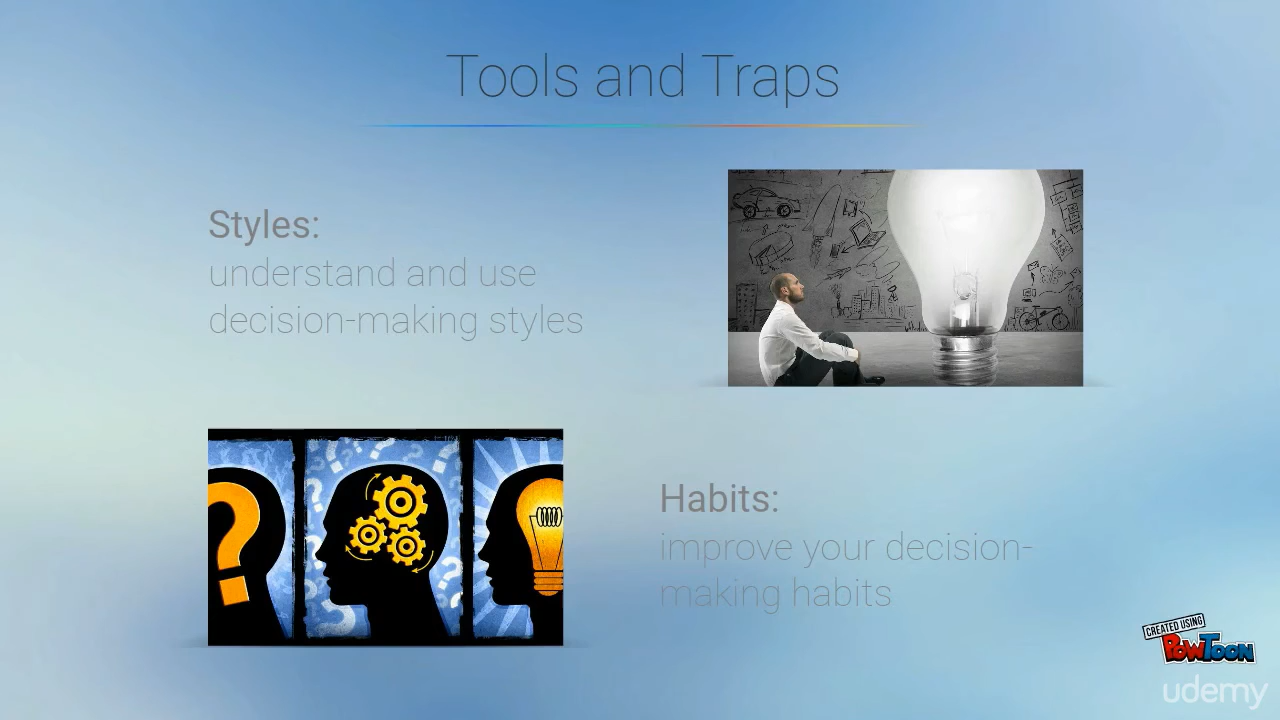 Tools and Traps
Styles:
understand and use
decision-making styles
Habits:
improve your decision-
making habits
CREATED USING
POWTOON
udemy